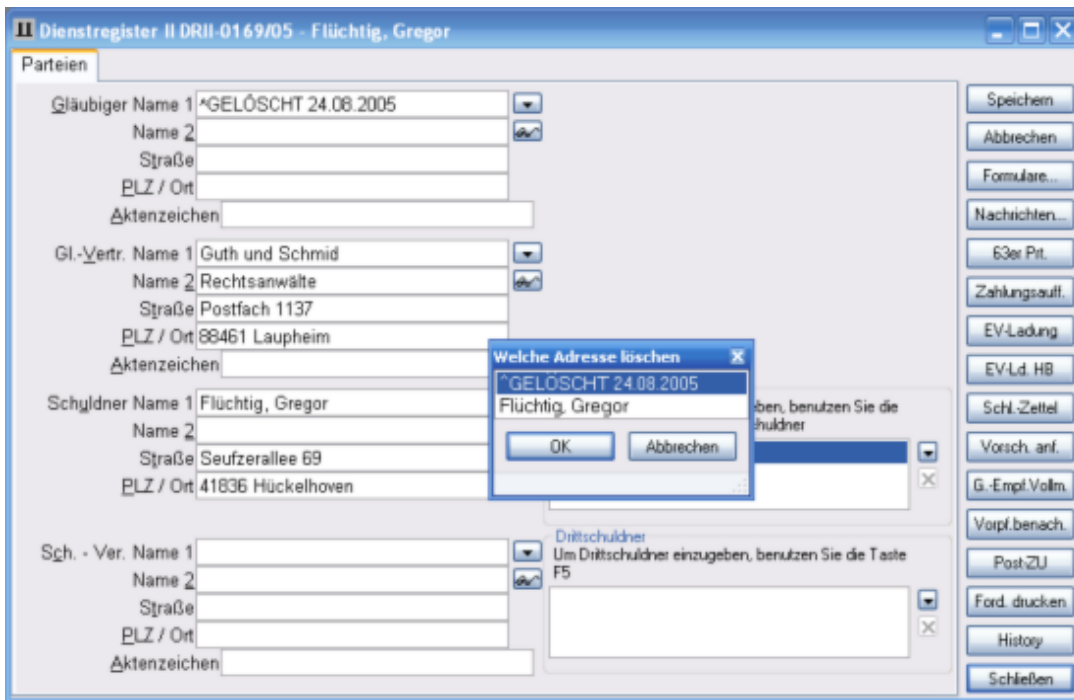 Dienstregister II DRII-0169/05 - Flüchtig, Gregor
Parteien
Gläubiger Name 1 ^GELÖSCHT 24.08.2005
Name 2
Straße
PLZ / Ort
Aktenzeichen
Gl.-Vertr. Name 1 Guth und Schmid
Name 2 Rechtsanwälte
Straße Postfach 1137
PLZ / Ort 88461 Laupheim
Aktenzeichen
Schuldner Name 1 Flüchtig, Gregor
Name 2
Straße Seufzerallee 69
PLZ / Ort 41836 Hückelhoven
Sch. - Ver. Name 1
Name 2
Straße
PLZ / Ort
Aktenzeichen
Welche Adresse löschen
^GELÖSCHT 24.08.2005
Flüchtig, Gregor
OK Abbrechen
benutzen Sie die
Drittschuldner
Um Drittschuldner einzugeben, benutzen Sie die Taste
F5
Speichern
Abbrechen
Formulare...
Nachrichten...
63er Prt.
Zahlungsauff.
EV-Ladung
EV-Ld. HB
Schl.-Zettel
Vorsch. anf.
G.-Empf.Vollm.
Vorpf.benach.
Post-ZU
Ford. drucken
History
Schließen